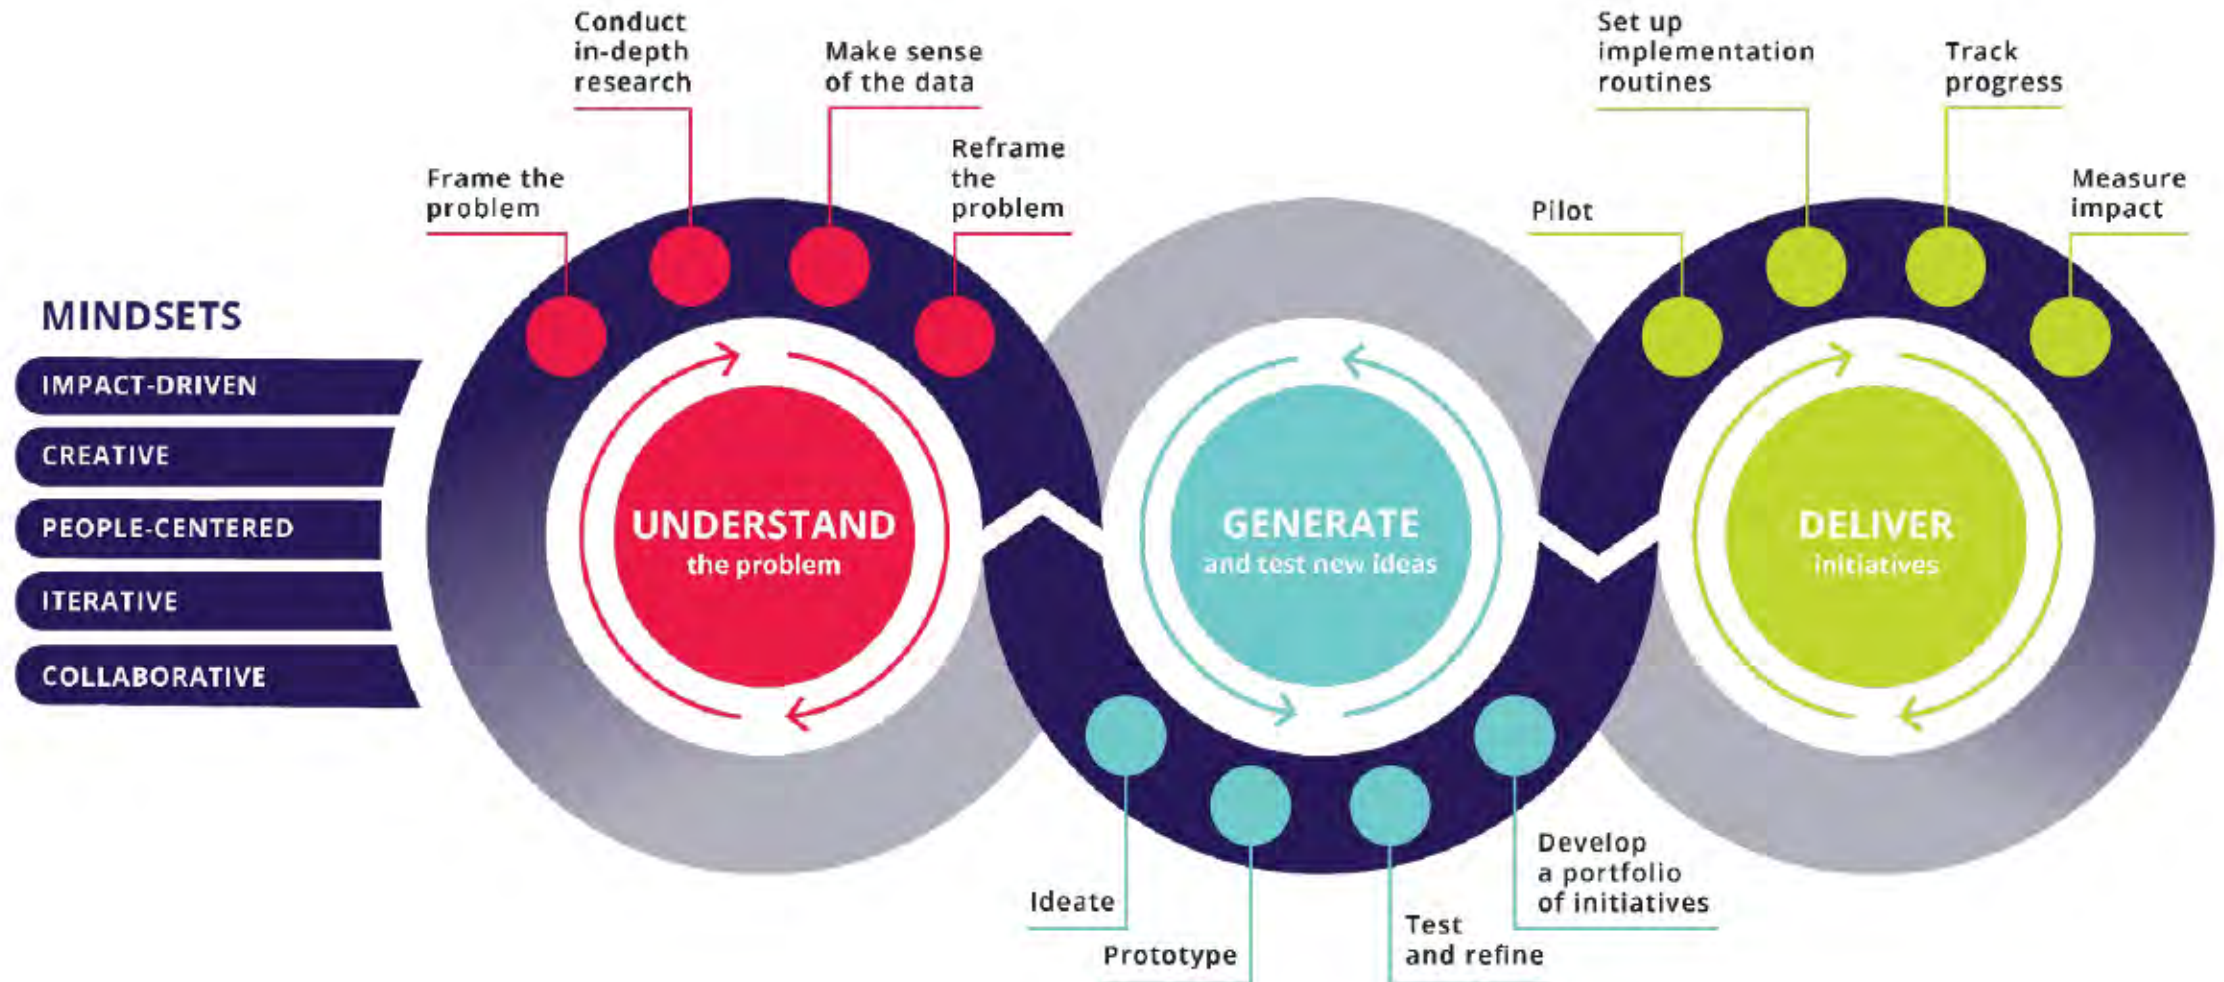 MINDSETS
IMPACT-DRIVEN
CREATIVE
PEOPLE-CENTERED
ITERATIVE
COLLABORATIVE
Frame the
problem
Conduct
in-depth
research
Make sense
of the data
Reframe
the
problem
UNDERSTAND
the problem
GENERATE
and test new ideas
Ideate
Prototype
Test
and refine
Develop
a portfolio
of initiatives
Pilot
Set up
implementation
routines
Track
progress
Measure
impact
DELIVER
initiatives